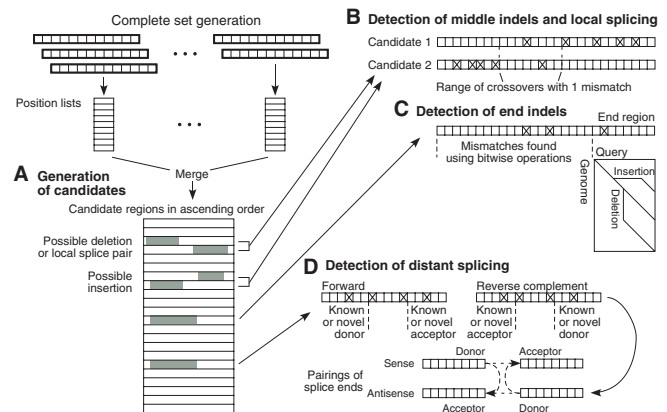 Complete set generation
Position lists
Merge
A Generation
of candidates
Candidate regions in ascending order
Possible deletion
or local splice pair
Possible
insertion
B Detection of middle indels and local splicing
Candidate 1
Candidate 2
Range of crossovers with 1 mismatch
C Detection of end indels
End region
Mismatches found
using bitwise operations
Query
Genome
Insertion
Deletion
D Detection of distant splicing
Forward
Reverse complement
Known
or novel
donor
Known
or novel
acceptor
Known
or novel
acceptor
Known
or novel
donor
Pairings of
splice ends
Donor
Acceptor
Sense
Antisense
Acceptor
Donor